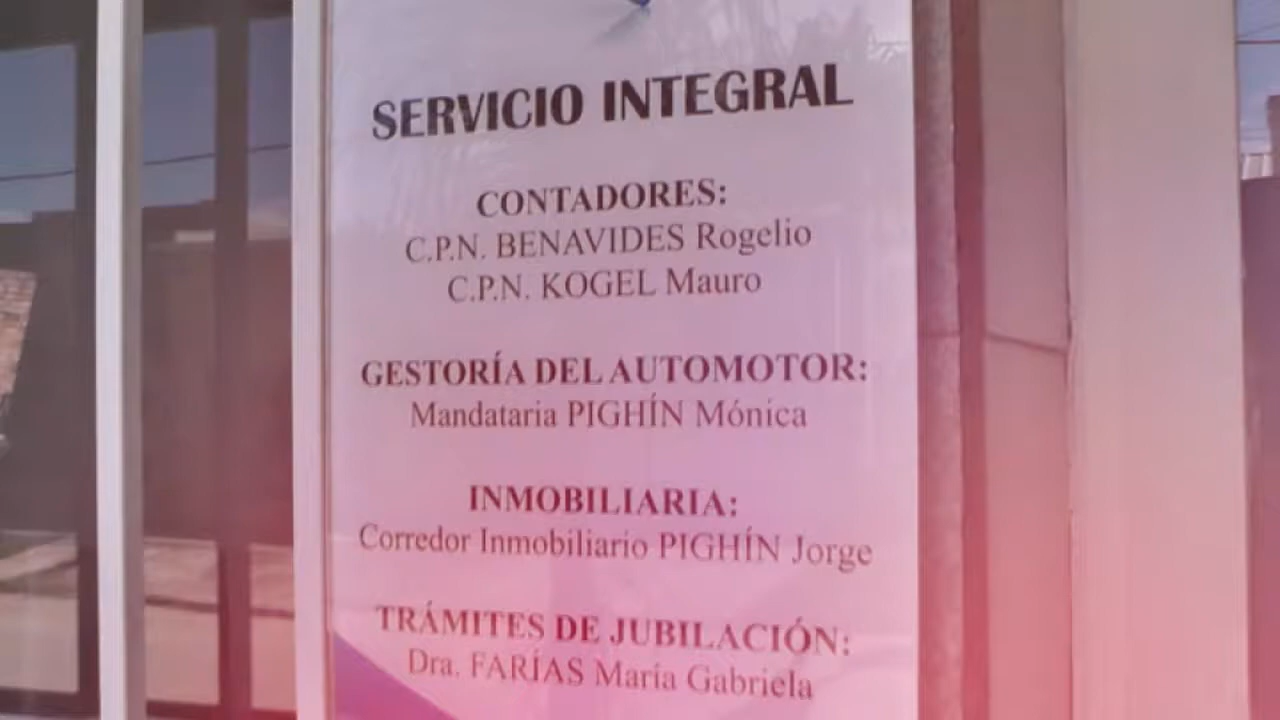 SERVICIO INTEGRAL
CONTADORES:
C.P.N. BENAVIDES Rogelio
C.P.N. KOGEL Mauro
GESTORÍA DEL AUTOMOTOR:
Mandataria PIGHÍN Mónica
INMOBILIARIA:
Corredor Inmobiliario PIGHÍN Jorge
TRÁMITES DE JUBILACIÓN:
Dra. FARÍAS María Gabriela